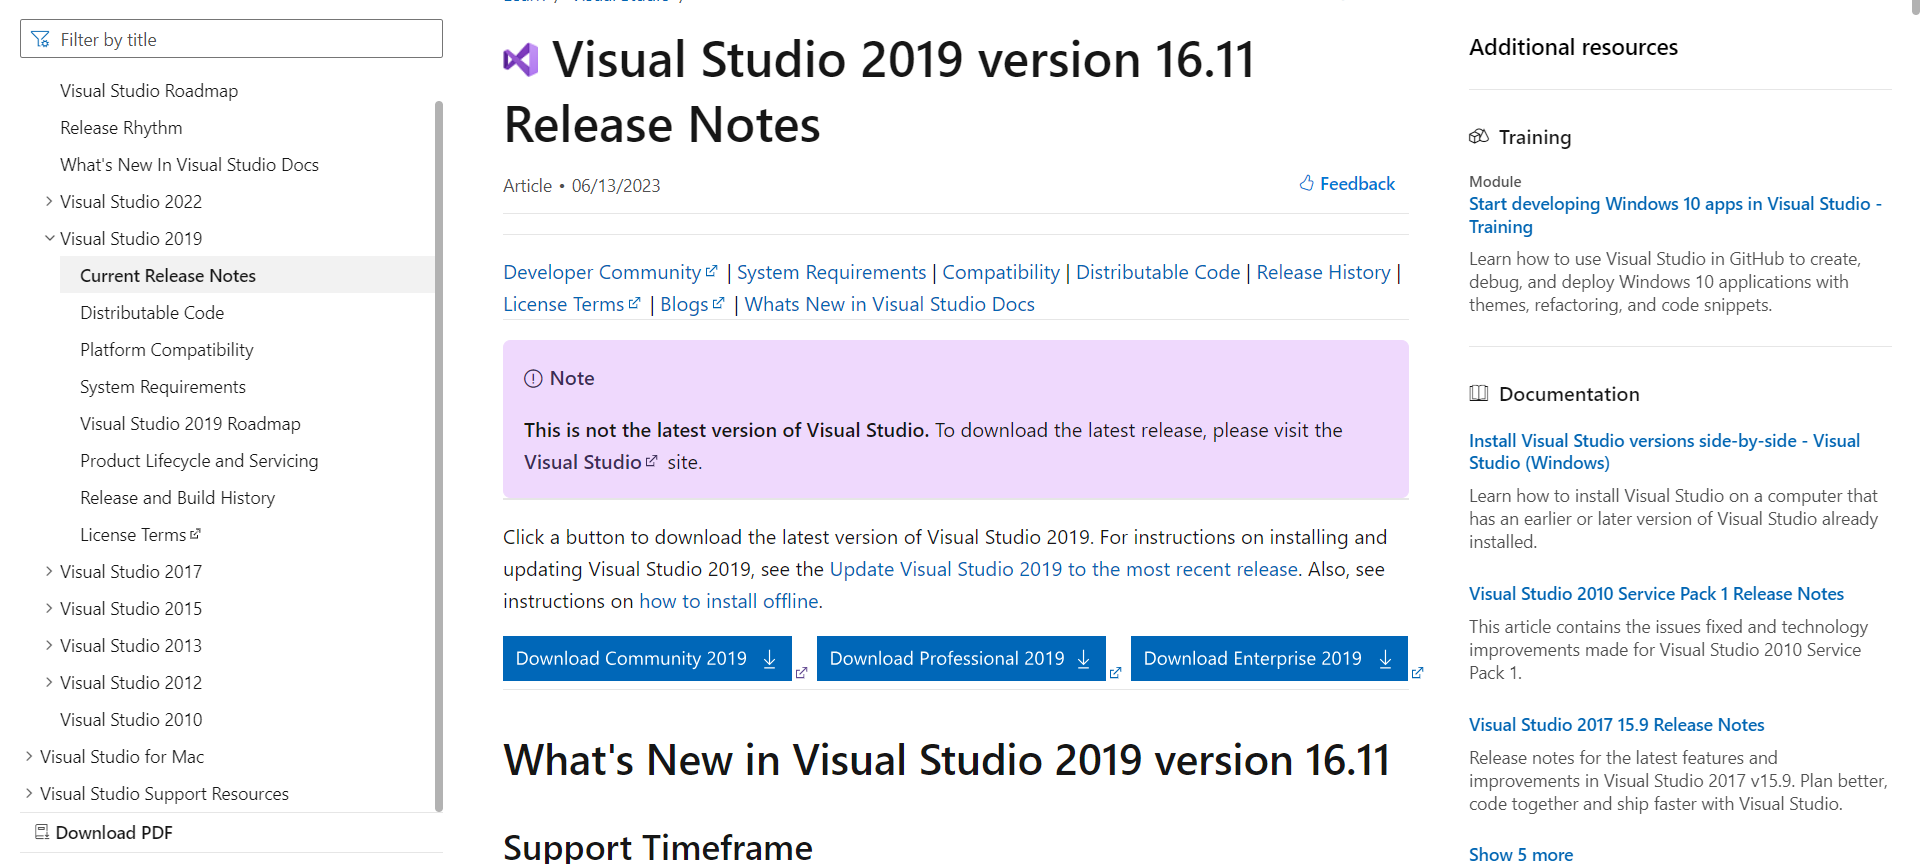 Filter by title
Visual Studio Roadmap
Release Rhythm
What's New In Visual Studio Docs
Visual Studio 2022
Visual Studio 2019
Current Release Notes
Distributable Code
Platform Compatibility
System Requirements
Visual Studio 2019 Roadmap
Product Lifecycle and Servicing
Release and Build History
License Terms
Visual Studio 2017
Visual Studio 2015
Visual Studio 2013
Visual Studio 2012
Visual Studio 2010
Visual Studio for Mac
Visual Studio Support Resources
Download PDF
Visual Studio 2019 version 16.11
Release Notes
Article • 06/13/2023
Feedback
Developer Community | System Requirements | Compatibility | Distributable Code | Release History |
License Terms | Blogs | Whats New in Visual Studio Docs
Note
This is not the latest version of Visual Studio. To download the latest release, please visit the
Visual Studio site.
Click a button to download the latest version of Visual Studio 2019. For instructions on installing and
updating Visual Studio 2019, see the Update Visual Studio 2019 to the most recent release. Also, see
instructions on how to install offline.
Download Community 2019
Download Professional 2019
Download Enterprise 2019
What's New in Visual Studio 2019 version 16.11
Support Timeframe
Additional resources
Training
Module
Start developing Windows 10 apps in Visual Studio -
Training
Learn how to use Visual Studio in GitHub to create,
debug, and deploy Windows 10 applications with
themes, refactoring, and code snippets.
Documentation
Install Visual Studio versions side-by-side - Visual
Studio (Windows)
Learn how to install Visual Studio on a computer that
has an earlier or later version of Visual Studio already
installed.
Visual Studio 2010 Service Pack 1 Release Notes
This article contains the issues fixed and technology
improvements made for Visual Studio 2010 Service
Pack 1.
Visual Studio 2017 15.9 Release Notes
Release notes for the latest features and
improvements in Visual Studio 2017 v15.9. Plan better,
code together and ship faster with Visual Studio.
Show 5 more